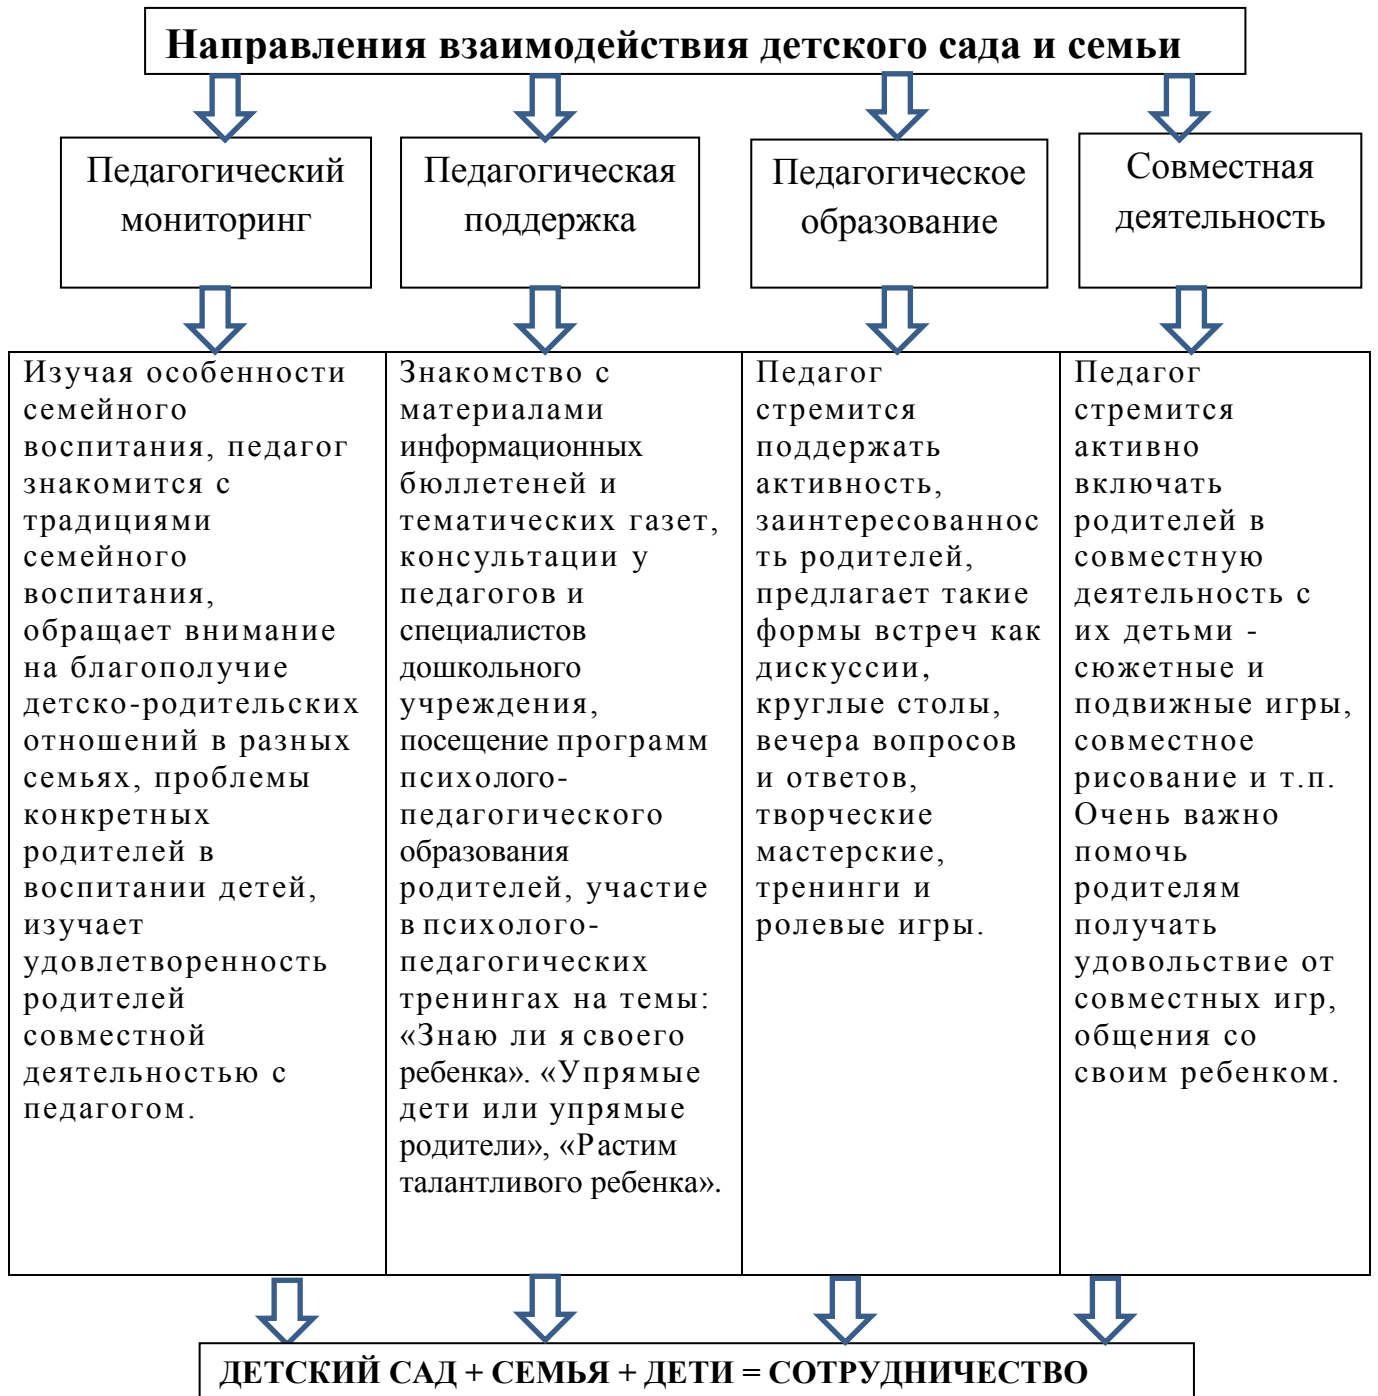 Направления взаимодействия детского сада и семьи
Педагогический
мониторинг
Педагогическая
поддержка
Педагогическое
образование
Совместная
деятельность
Изучая особенности
семейного
воспитания, педагог
знакомится с
традициями
семейного
воспитания,
обращает внимание
на благополучие
детско-родительских
отношений в разных
семьях, проблемы
конкретных
родителей в
воспитании детей,
изучает
удовлетворенность
родителей
совместной
деятельностью с
педагогом.
Знакомство с
материалами
информационных
бюллетеней и
тематических газет,
консультации у
педагогов и
специалистов
дошкольного
учреждения,
посещение программ
психолого-
педагогического
образования
родителей, участие
в психолого-
педагогических
тренингах на темы:
«Знаю ли я своего
ребенка». «Упрямые
дети или упрямые
родители», «Растим
талантливого ребенка».
Педагог
стремится
поддержать
активность,
заинтересованнос
ть родителей,
предлагает такие
формы встреч как
дискуссии,
круглые столы,
вечера вопросов
и ответов,
творческие
мастерские,
тренинги и
ролевые игры.
Педагог
стремится
активно
включать
родителей в
совместную
деятельность с
их детьми -
сюжетные и
подвижные игры,
совместное
рисование и т.п.
Очень важно
помочь
родителям
получать
удовольствие от
совместных игр,
общения со
своим ребенком.
ДЕТСКИЙ САД + СЕМЬЯ + ДЕТИ = СОТРУДНИЧЕСТВО